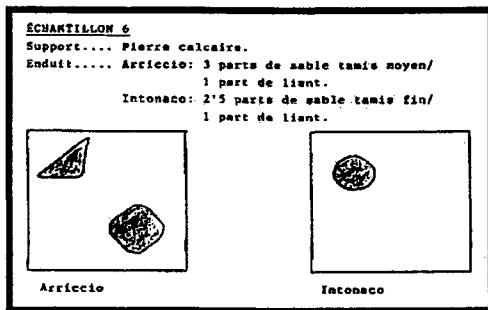 ÉCHANTILLON 6
Support.... Pierre calcaire.
Enduit..... Arriccio: 3 parts de sable tamis moyen/
1 part de liant.
Intonaco: 2'5 parts de sable tamis fin/
1 part de liant.
Arriccio
Intonaco